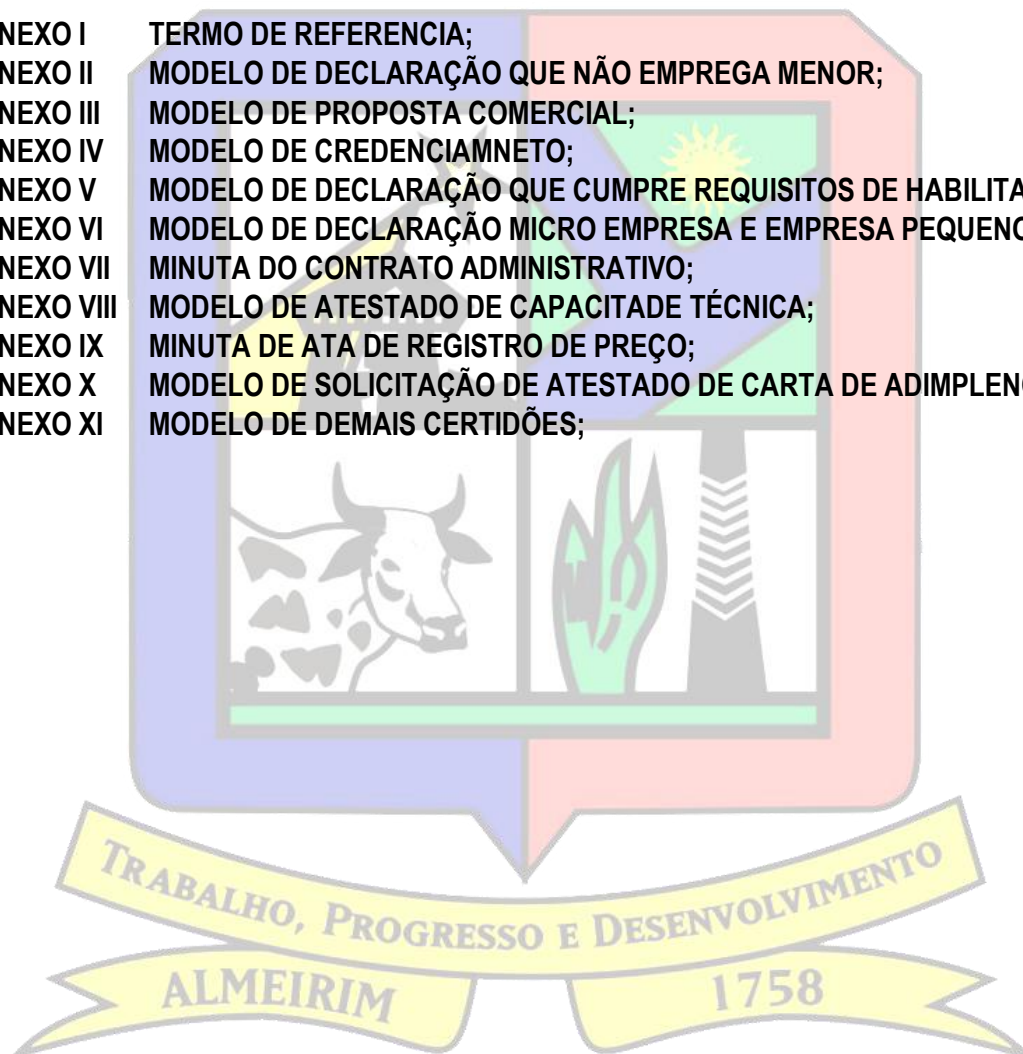 NEXO I TERMO DE REFERENCIA;
NEXO II MODELO DE DECLARAÇÃO QUE NÃO EMPREGA MENOR;
NEXO III MODELO DE PROPOSTA COMERCIAL;
NEXO IV MODELO DE CREDENCIAMNETO;
NEXO V MODELO DE DECLARAÇÃO QUE CUMPRE REQUISITOS DE HABILITA
NEXO VI MODELO DE DECLARAÇÃO MICRO EMPRESA E EMPRESA PEQUENO
NEXO VII MINUTA DO CONTRATO ADMINISTRATIVO;
NEXO VIII MODELO DE ATESTADO DE CAPACITADE TÉCNICA;
NEXO IX MINUTA DE ATA DE REGISTRO DE PREÇO;
NEXO X MODELO DE SOLICITAÇÃO DE ATESTADO DE CARTA DE ADIMPLENC
NEXO XI MODELO DE DEMAIS CERTIDÕES;
TRABALHO, PROGRESSO E DESENVOLVIMENTO
ALMEIRIM 1758